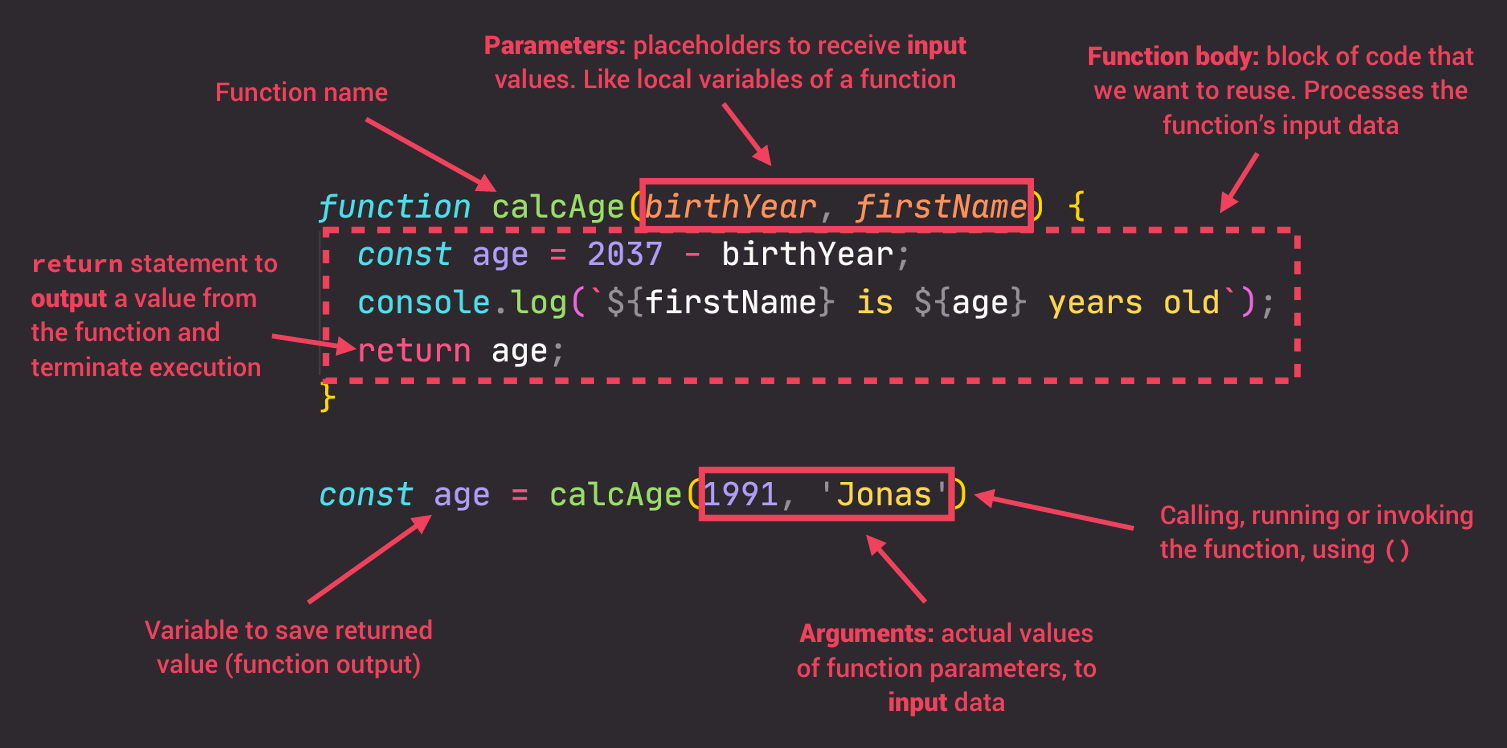 Parameters: placeholders to receive input
values. Like local variables of a function
Function body: block of code that
we want to reuse. Processes the
function’s input data
Function name
function calcAge(birthYear, firstName) {
const age = 2037 - birthYear;
console.log(`${firstName} is ${age} years old`);
return age;
}
return statement to
output a value from
the function and
terminate execution
const age = calcAge(1991, 'Jonas')
Calling, running or invoking
the function, using ()
Variable to save returned
value (function output)
Arguments: actual values
of function parameters, to
input data